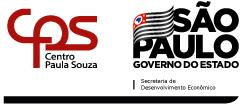 cps
Centro
Paula Souza
SÃO
PAULO
GOVERNO DO ESTADO
Secretaria de
Desenvolvimento Econômico